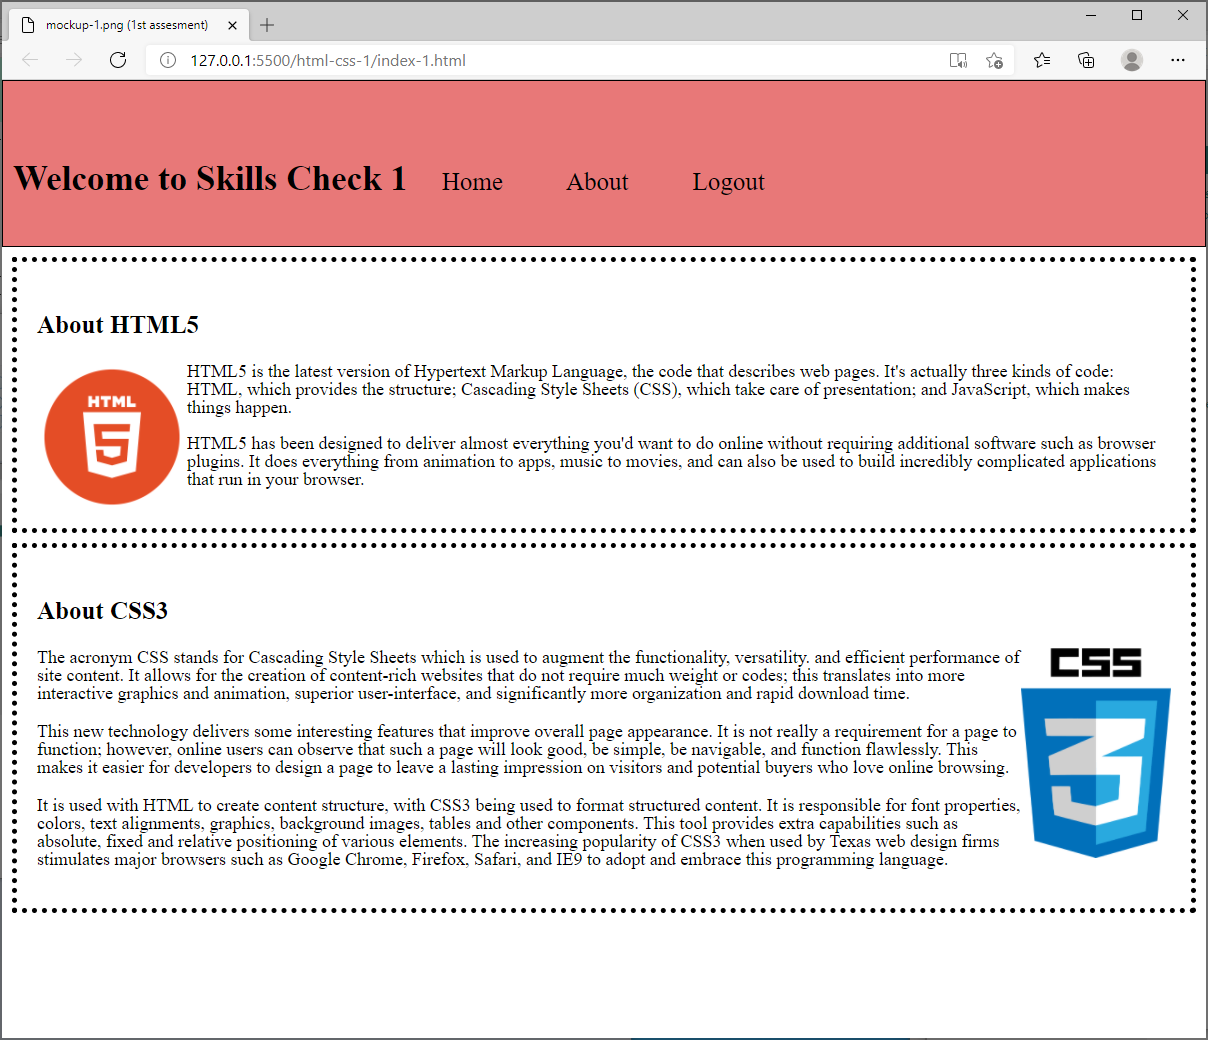 mockup-1.png (1st assesment)
127.0.0.1:5500/html-css-1/index-1.html
Welcome to Skills Check 1 Home About Logout
About HTML5
HTML5 is the latest version of Hypertext Markup Language, the code that describes web pages. It's actually three kinds of code:
HTML, which provides the structure; Cascading Style Sheets (CSS), which take care of presentation; and JavaScript, which makes
things happen.
HTML
5
HTML5 has been designed to deliver almost everything you'd want to do online without requiring additional software such as browser
plugins. It does everything from animation to apps, music to movies, and can also be used to build incredibly complicated applications
that run in your browser.
About CSS3
The acronym CSS stands for Cascading Style Sheets which is used to augment the functionality, versatility. and efficient performance of
site content. It allows for the creation of content-rich websites that do not require much weight or codes; this translates into more
interactive graphics and animation, superior user-interface, and significantly more organization and rapid download time.
CSS
3
This new technology delivers some interesting features that improve overall page appearance. It is not really a requirement for a page to
function; however, online users can observe that such a page will look good, be simple, be navigable, and function flawlessly. This
makes it easier for developers to design a page to leave a lasting impression on visitors and potential buyers who love online browsing.
It is used with HTML to create content structure, with CSS3 being used to format structured content. It is responsible for font properties,
colors, text alignments, graphics, background images, tables and other components. This tool provides extra capabilities such as
absolute, fixed and relative positioning of various elements. The increasing popularity of CSS3 when used by Texas web design firms
stimulates major browsers such as Google Chrome, Firefox, Safari, and IE9 to adopt and embrace this programming language.